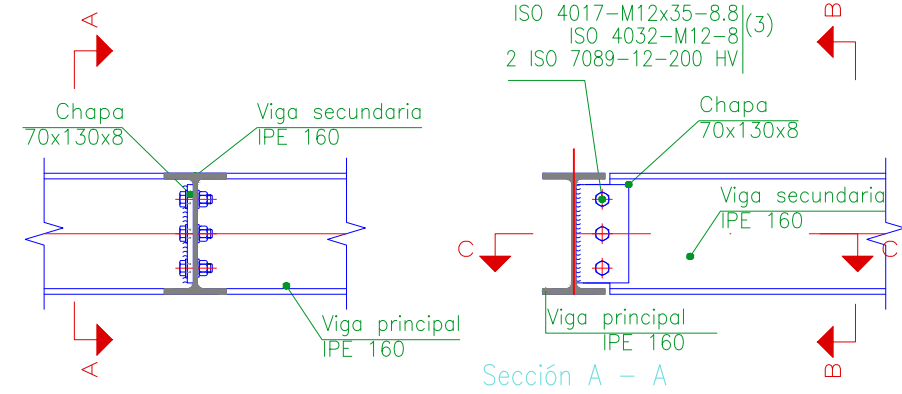 A
B
ISO 4017-M12x35-8.8
ISO 4032-M12-8
2 ISO 7089-12-200 HV
(3)
Chapa
70x130x8
Viga secundaria
IPE 160
Chapa
70x130x8
Viga secundaria
IPE 160
C
C
Viga principal
IPE 160
Viga principal
IPE 160
A
B
Sección A - A